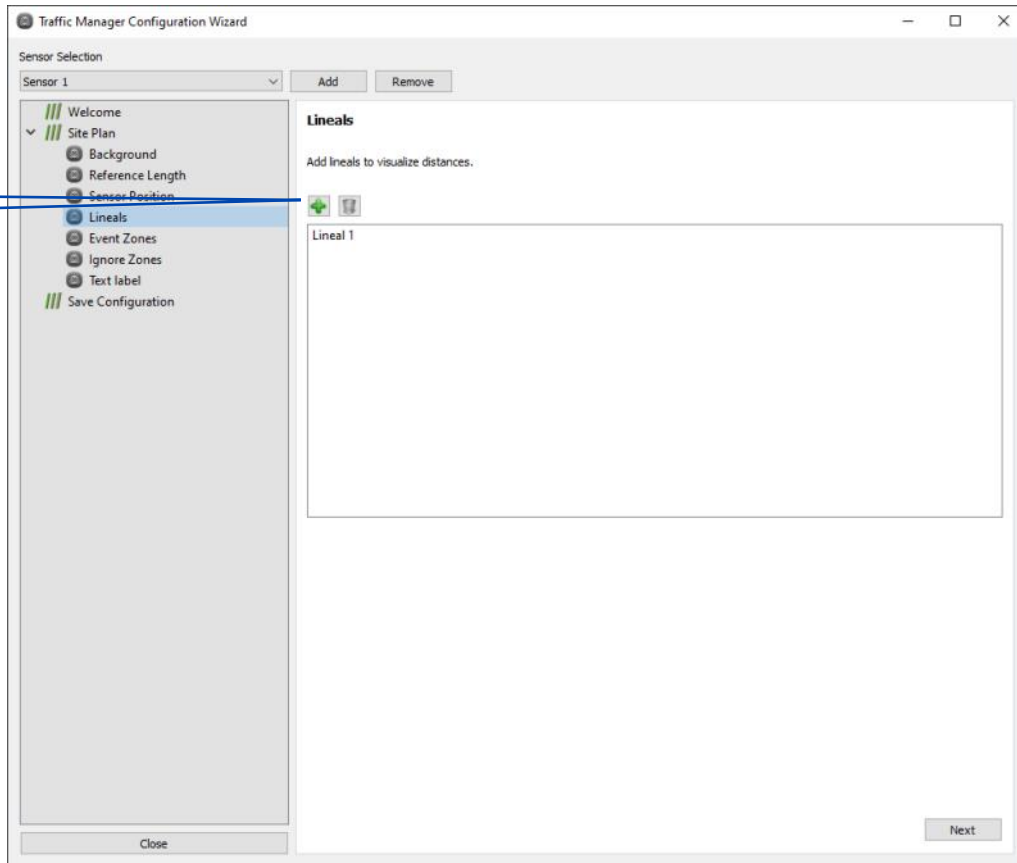 Traffic Manager Configuration Wizard
Sensor Selection
Sensor 1
Add
Remove
Welcome
Site Plan
Background
Reference Length
Sensor Position
Lineals
Event Zones
Ignore Zones
Text label
Save Configuration
Close
Lineals
Add lineals to visualize distances.
Lineal 1
Next